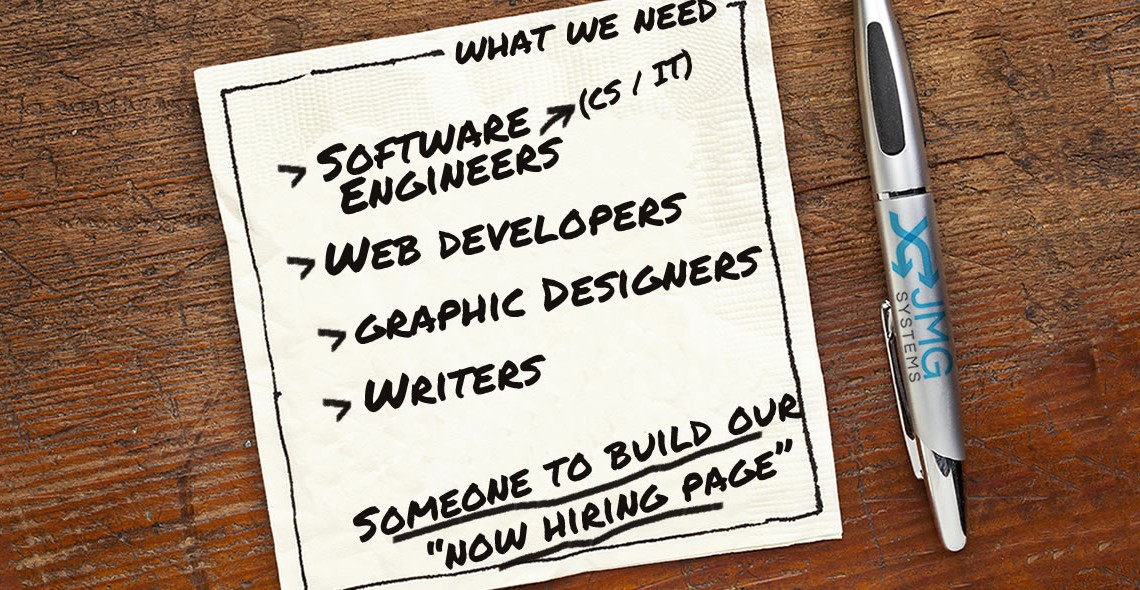 WHAT WE NEED
SOFTWARE (CS / IT)
ENGINEERS
WEB DEVELOPERS
GRAPHIC DESIGNERS
WRITERS
SOMEONE TO BUILD OUR
"NOW HIRING PAGE"
JMG
SYSTEMS